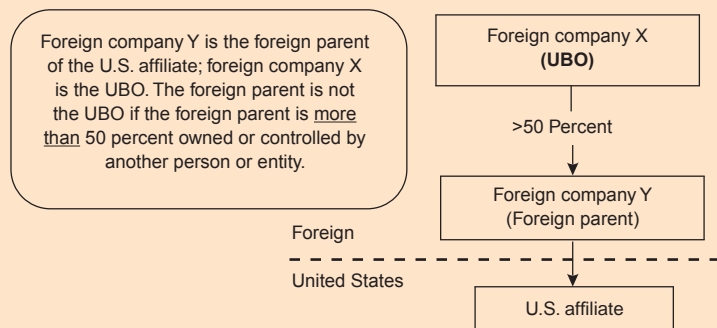 Foreign company Y is the foreign parent
of the U.S. affiliate; foreign company X
is the UBO. The foreign parent is not
the UBO if the foreign parent is more
than 50 percent owned or controlled by
another person or entity.
Foreign company X
(UBO)
>50 Percent
Foreign company Y
(Foreign parent)
Foreign
United States
U.S. affiliate